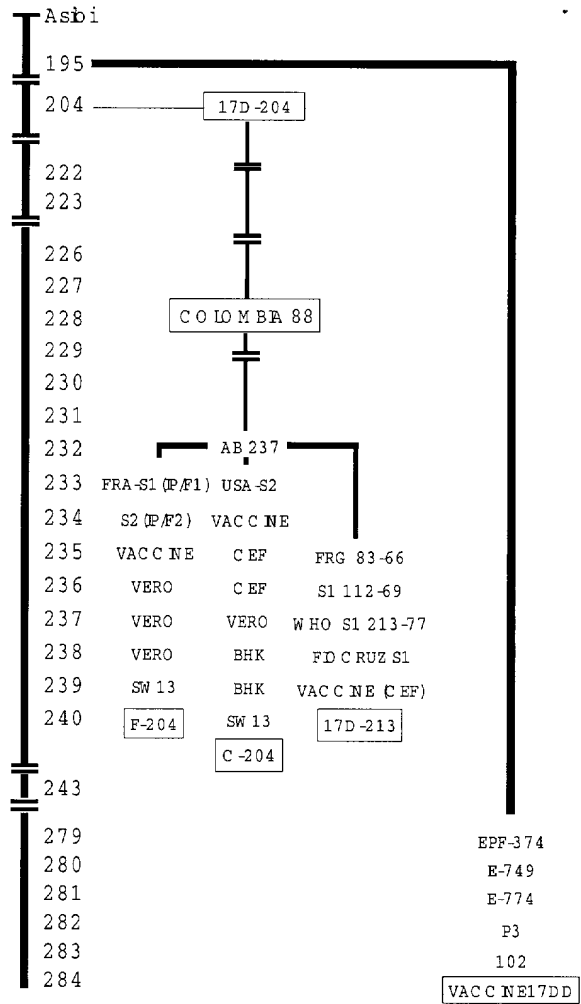 Asibi
195
204 17D-204
222
223
226
227
228 COLOMBIA 88
229
230
231
232 AB 237
233 FRA-S1 (IP/F1) USA-S2
234 S2 (IP/F2) VACCINE
235 VACCINE CEF FRG 83-66
236 VERO CEF S1 112-69
237 VERO VERO WHO S1 213-77
238 VERO BHK FIOCRUZ S1
239 SW13 BHK VACCINE (CEF)
240 F-204 SW13 17D-213
C-204
243
279 EPF-374
280 E-749
281 E-774
282 P3
283 102
284 VACCINE17DD